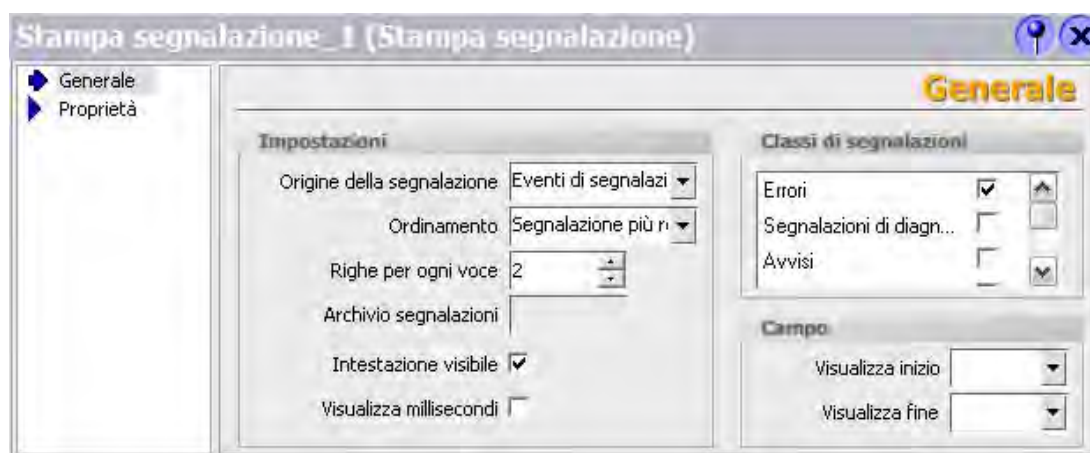 Stampa segnalazione_1 (Stampa segnalazione)
Generale
Proprietà
Generale
Impostazioni
Origine della segnalazione Eventi di segnalazi
Ordinamento Segnalazione più r
Righe per ogni voce 2
Archivio segnalazioni
Intestazione visibile
Visualizza millisecondi
Classi di segnalazioni
Errori
Segnalazioni di diagn...
Avvisi
Campo
Visualizza inizio
Visualizza fine